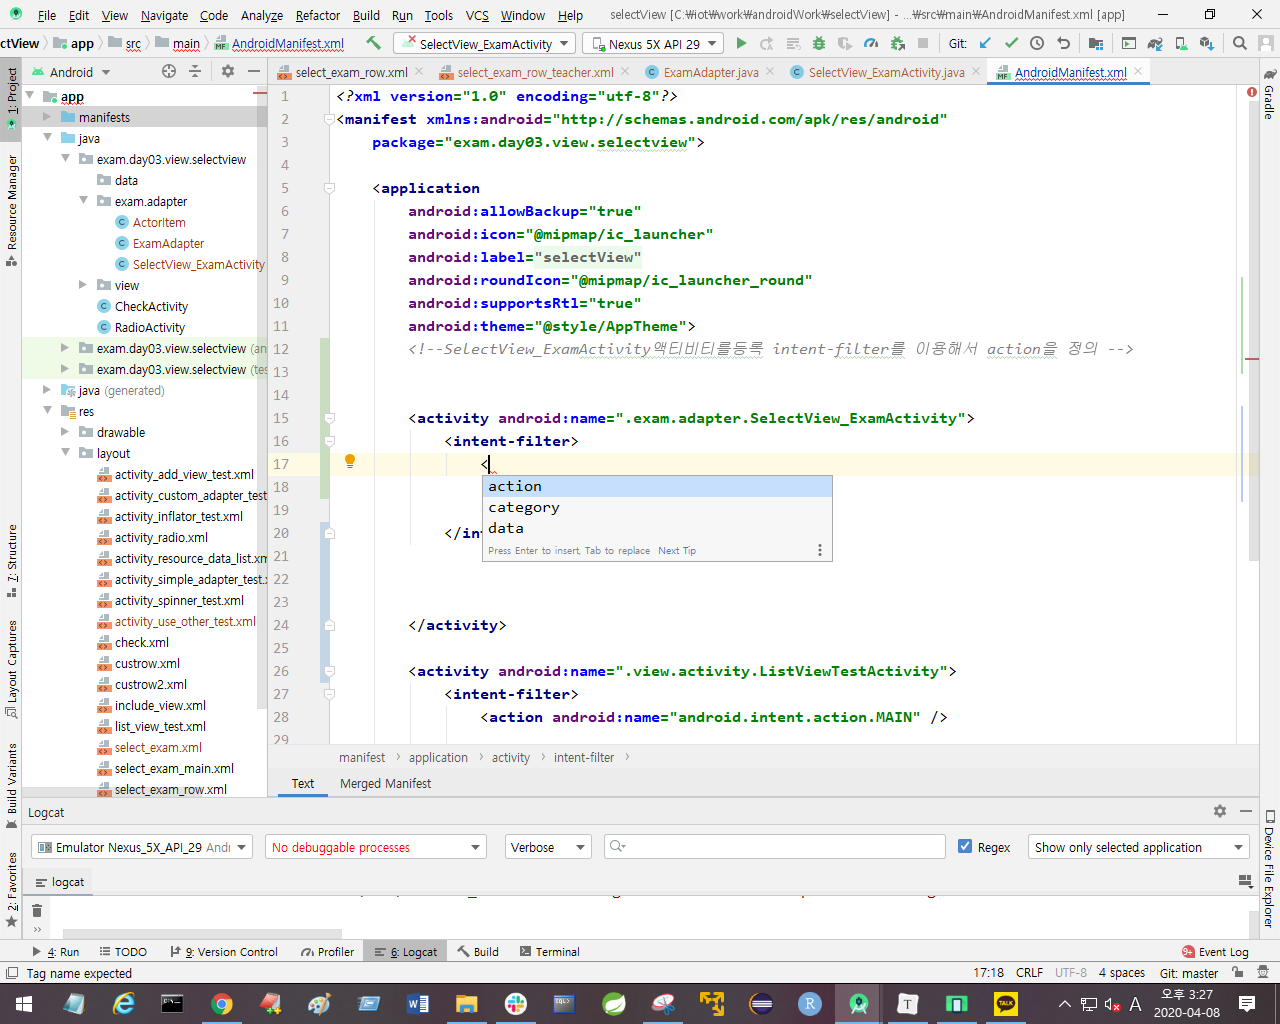 File Edit View Navigate Code Analyze Refactor Build Run Tools VCS Window Help selectView [C:₩iot₩work₩androidWork₩selectView] - ...₩src₩main₩AndroidManifest.xml [app]
ctView app src main AndroidManifest.xml SelectView_ExamActivity Nexus 5X API 29 Git:
Android select_exam_row.xml select_exam_row_teacher.xml ExamAdapter.java SelectView_ExamActivity.java AndroidManifest.xml
1: Project
Resource Manager
7: Structure
Layout Captures
Build Variants
2: Favorites
Gradle
Device File Explorer
app
manifests
java
exam.day03.view.selectview
data
exam.adapter
ActorItem
ExamAdapter
SelectView_ExamActivity
view
CheckActivity
RadioActivity
exam.day03.view.selectview (an
exam.day03.view.selectview (tes
java (generated)
res
drawable
layout
activity_add_view_test.xml
activity_custom_adapter_test
activity_inflator_test.xml
activity_radio.xml
activity_resource_data_list.xm
activity_simple_adapter_test.
activity_spinner_test.xml
activity_use_other_test.xml
check.xml
custrow.xml
custrow2.xml
include_view.xml
list_view_test.xml
select_exam.xml
select_exam_main.xml
select_exam_row.xml
1 <?xml version="1.0" encoding="utf-8"?>
2 <manifest xmlns:android="http://schemas.android.com/apk/res/android"
3 package="exam.day03.view.selectview">
4
5 <application
6 android:allowBackup="true"
7 android:icon="@mipmap/ic_launcher"
8 android:label="selectView"
9 android:roundIcon="@mipmap/ic_launcher_round"
10 android:supportsRtl="true"
11 android:theme="@style/AppTheme">
12 <!--SelectView_ExamActivity액티비티를등록 intent-filter를 이용해서 action을 정의 -->
13
14
15 <activity android:name=".exam.adapter.SelectView_ExamActivity">
16 <intent-filter>
17 <
18
19
20 </in
21
22
23
24 </activity>
25
26 <activity android:name=".view.activity.ListViewTestActivity">
27 <intent-filter>
28 <action android:name="android.intent.action.MAIN" />
29
action
category
data
Press Enter to insert, Tab to replace Next Tip
manifest › application › activity › intent-filter ›
Text Merged Manifest
Logcat
Emulator Nexus_5X_API_29 Andr No debuggable processes Verbose Regex Show only selected application
logcat
4: Run TODO 9: Version Control Profiler 6: Logcat Build Terminal 9+ Event Log
Tag name expected 17:18 CRLF UTF-8 4 spaces Git: master
A 오후 3:27
2020-04-08